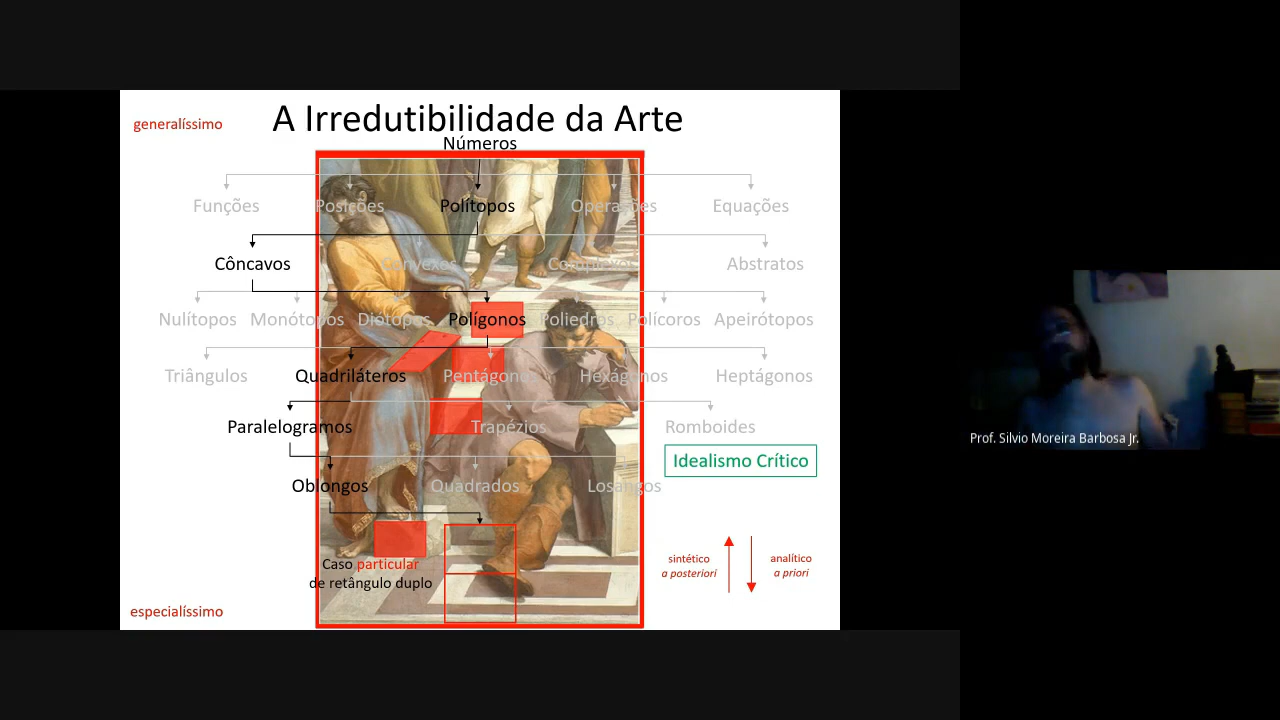 generalíssimo
A Irredutibilidade da Arte
Números
Funções Posições Polítopos Operações Equações
Côncavos Convexos Complexos Abstratos
Nulítopos Monótopos Diótopos Polígonos Poliedros Polícoros Apeirótopos
Triângulos Quadriláteros Pentágonos Hexágonos Heptágonos
Paralelogramos Trapézios Romboides
Prof. Silvio Moreira Barbosa Jr.
Idealismo Crítico
Oblongos Quadrados Losangos
Caso particular
de retângulo duplo
sintético
a posteriori
analítico
a priori
especialíssimo